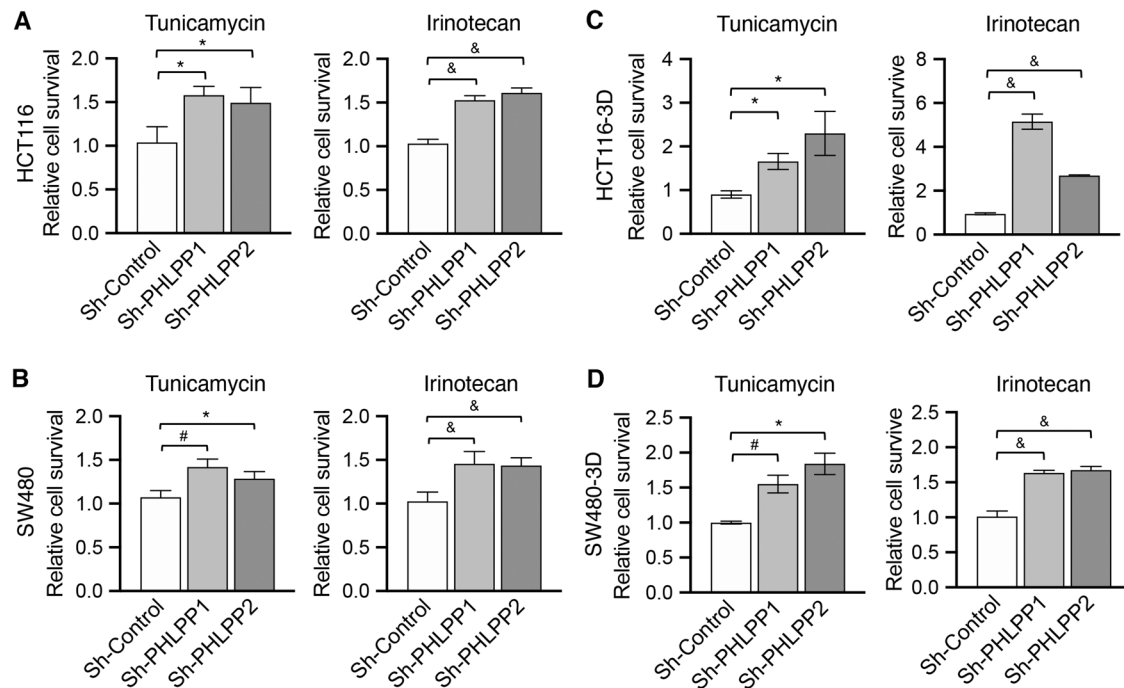 A
Tunicamycin
HCT116
Relative cell survival
2.0
1.5
1.0
0.5
0.0
*
*
Sh-Control
Sh-PHLPP1
Sh-PHLPP2
Irinotecan
Relative cell survival
2.0
1.5
1.0
0.5
0.0
&
&
Sh-Control
Sh-PHLPP1
Sh-PHLPP2
C
Tunicamycin
HCT116-3D
Relative cell survival
4
3
2
1
0
*
*
Sh-Control
Sh-PHLPP1
Sh-PHLPP2
Irinotecan
Relative cell survive
8
6
4
2
0
&
&
Sh-Control
Sh-PHLPP1
Sh-PHLPP2
B
Tunicamycin
SW480
Relative cell survival
2.0
1.5
1.0
0.5
0.0
*
#
Sh-Control
Sh-PHLPP1
Sh-PHLPP2
Irinotecan
Relative cell survival
2.0
1.5
1.0
0.5
0.0
&
&
Sh-Control
Sh-PHLPP1
Sh-PHLPP2
D
Tunicamycin
SW480-3D
Relative cell survival
2.5
2.0
1.5
1.0
0.5
0.0
*
#
Sh-Control
Sh-PHLPP1
Sh-PHLPP2
Irinotecan
Relative cell survive
2.5
2.0
1.5
1.0
0.5
0.0
&
&
Sh-Control
Sh-PHLPP1
Sh-PHLPP2